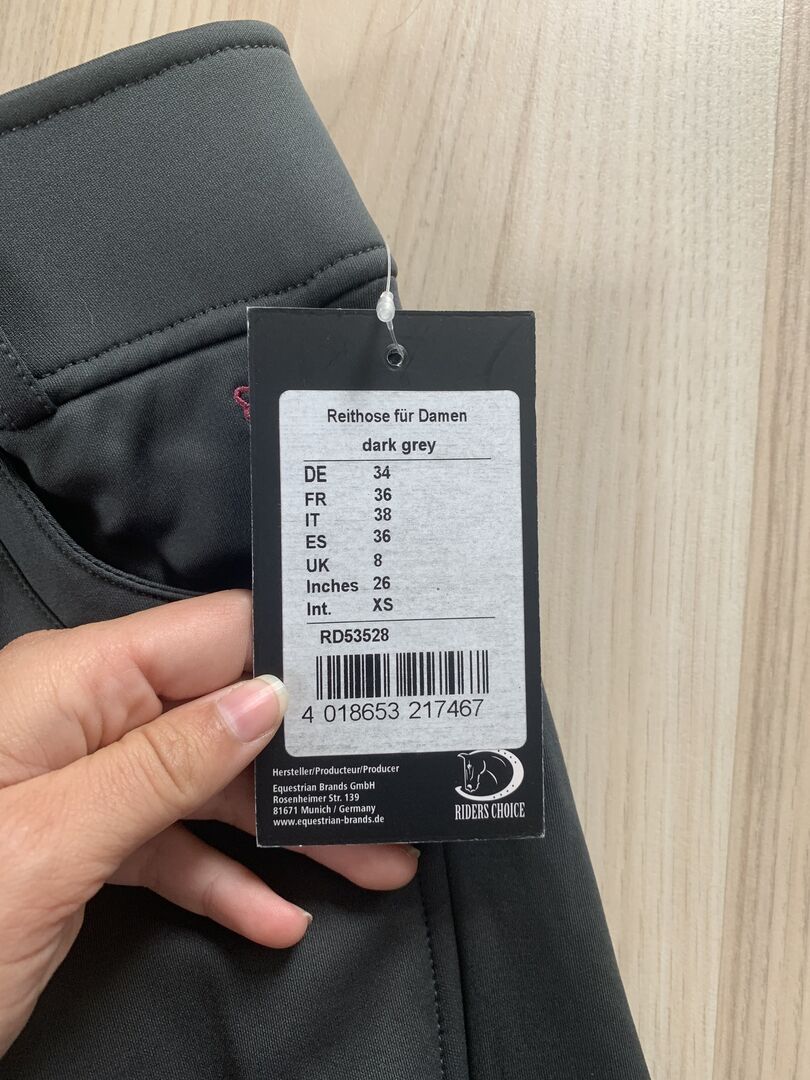 Reithose für Damen
dark grey
DE 34
FR 36
IT 38
ES 36
UK 8
Inches 26
Int. XS
RD53528
4 018653 217467
Hersteller/Producteur/Producer
Equestrian Brands GmbH
Rosenheimer Str. 139
81671 Munich / Germany
www.equestrian-brands.de
RIDERS CHOICE